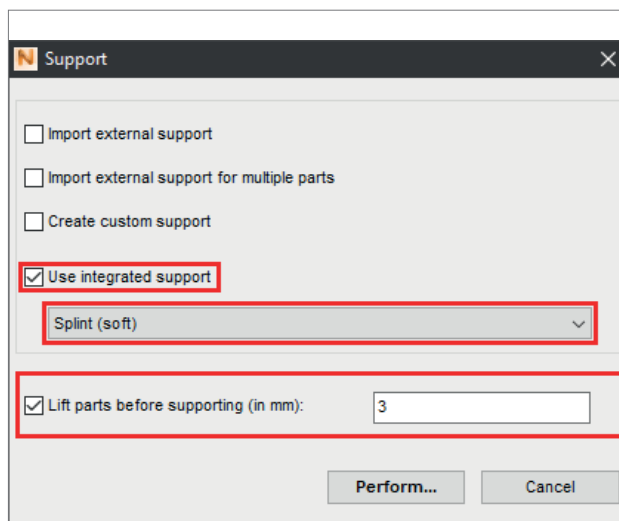 N Support
Import external support
Import external support for multiple parts
Create custom support
Use integrated support
Splint (soft)
Lift parts before supporting (in mm): 3
Perform... Cancel